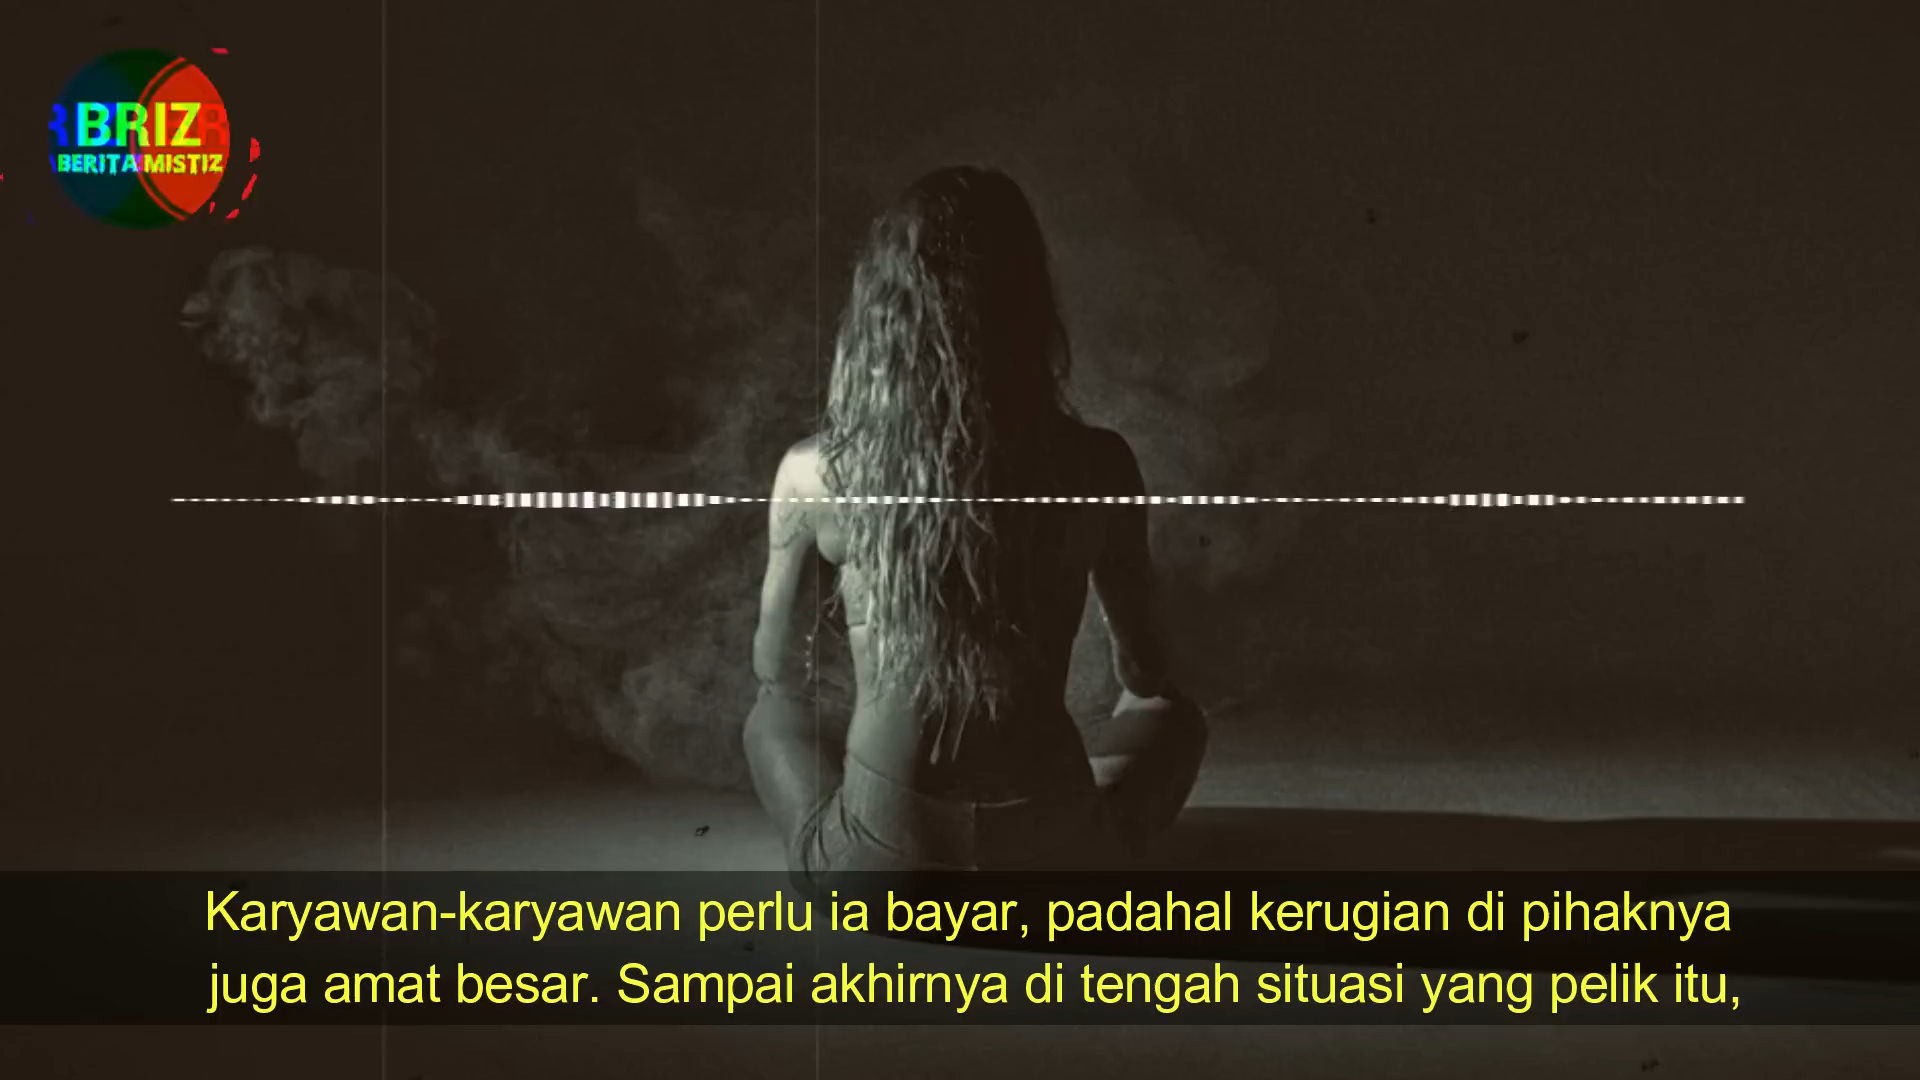 BRIZ
BERITA MISTIZ
Karyawan-karyawan perlu ia bayar, padahal kerugian di pihaknya
juga amat besar. Sampai akhirnya di tengah situasi yang pelik itu,